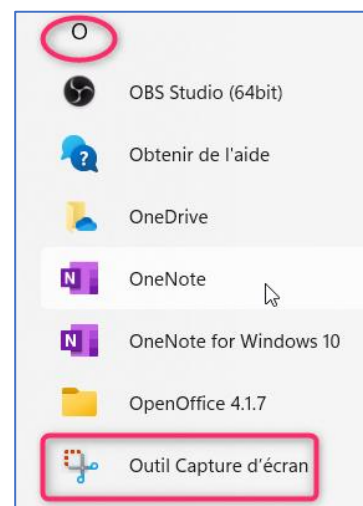 O
OBS Studio (64bit)
Obtenir de l'aide
OneDrive
OneNote
OneNote for Windows 10
OpenOffice 4.1.7
Outil Capture d'écran